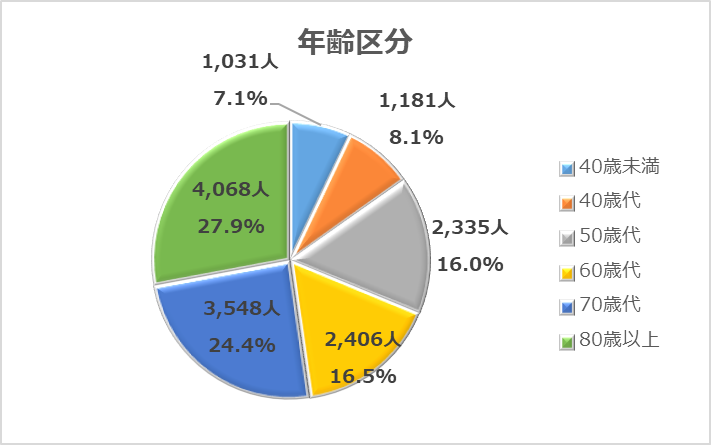 年齢区分
1,031人
7.1%
1,181人
8.1%
2,335人
16.0%
2,406人
16.5%
3,548人
24.4%
4,068人
27.9%
40歳未満
40歳代
50歳代
60歳代
70歳代
80歳以上